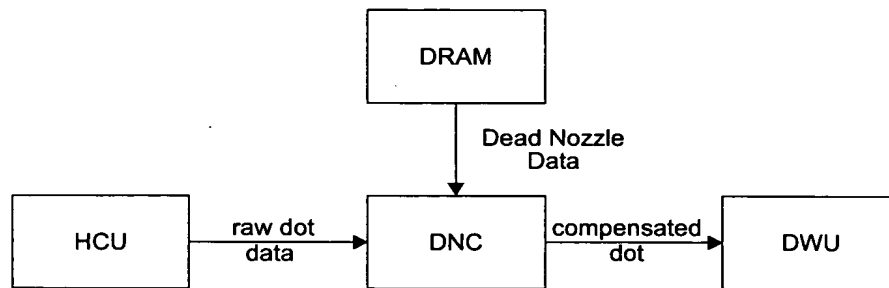 DRAM
Dead Nozzle
Data
HCU
raw dot
data
DNC
compensated
dot
DWU